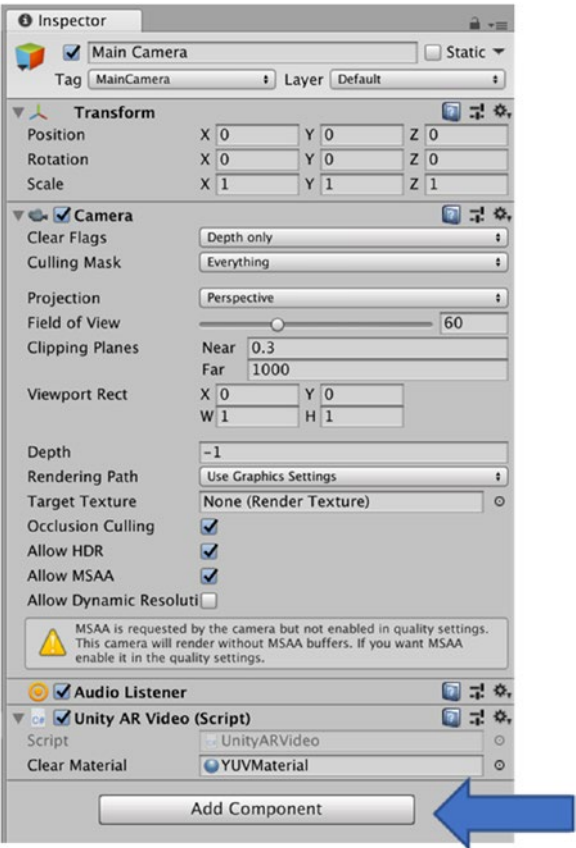 Inspector
Main Camera Static
Tag MainCamera Layer Default
Transform
Position X 0 Y 0 Z 0
Rotation X 0 Y 0 Z 0
Scale X 1 Y 1 Z 1
Camera
Clear Flags Depth only
Culling Mask Everything
Projection Perspective
Field of View 60
Clipping Planes Near 0.3
Far 1000
Viewport Rect X 0 Y 0
W 1 H 1
Depth -1
Rendering Path Use Graphics Settings
Target Texture None (Render Texture)
Occlusion Culling
Allow HDR
Allow MSAA
Allow Dynamic Resoluti
MSAA is requested by the camera but not enabled in quality settings.
This camera will render without MSAA buffers. If you want MSAA
enable it in the quality settings.
Audio Listener
C# Unity AR Video (Script)
Script UnityARVideo
Clear Material YUVMaterial
Add Component